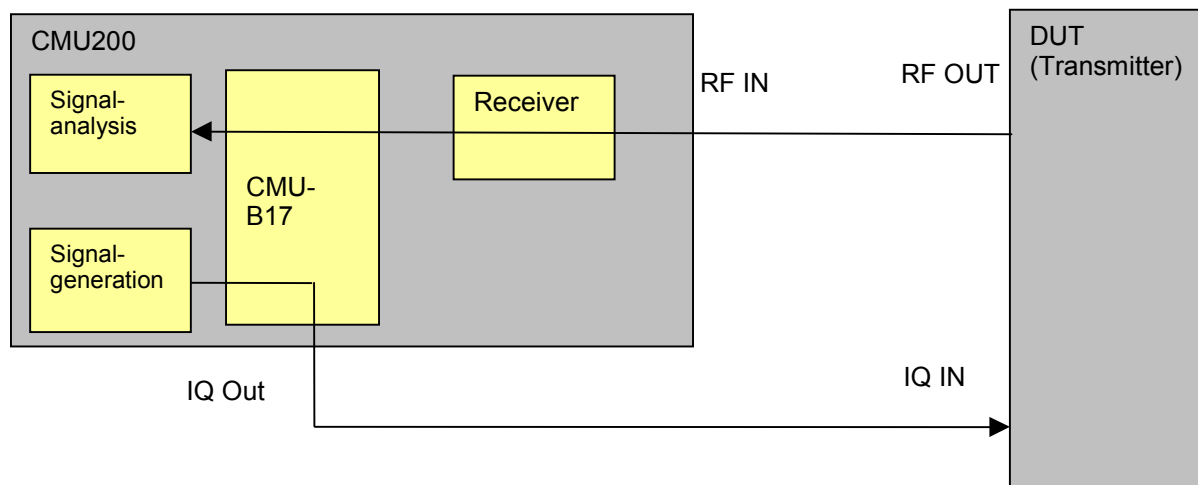 CMU200
Signal-
analysis
CMU-
B17
Receiver
Signal-
generation
RF IN
RF OUT
DUT
(Transmitter)
IQ Out
IQ IN